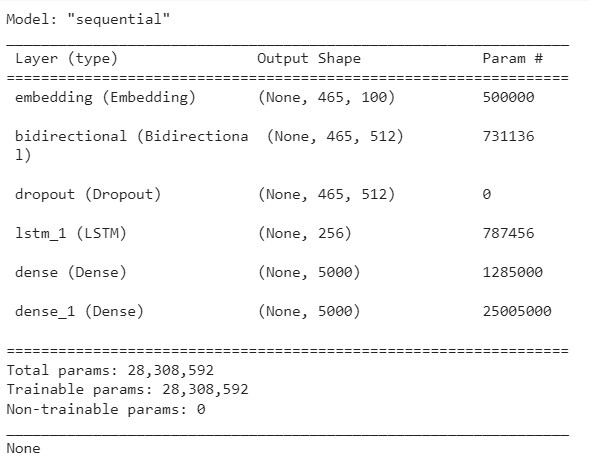 Model: "sequential"
Layer (type) Output Shape Param #
embedding (Embedding) (None, 465, 100) 500000
bidirectional (Bidirectiona (None, 465, 512) 731136
l)
dropout (Dropout) (None, 465, 512) 0
lstm_1 (LSTM) (None, 256) 787456
dense (Dense) (None, 5000) 1285000
dense_1 (Dense) (None, 5000) 25005000
Total params: 28,308,592
Trainable params: 28,308,592
Non-trainable params: 0
None